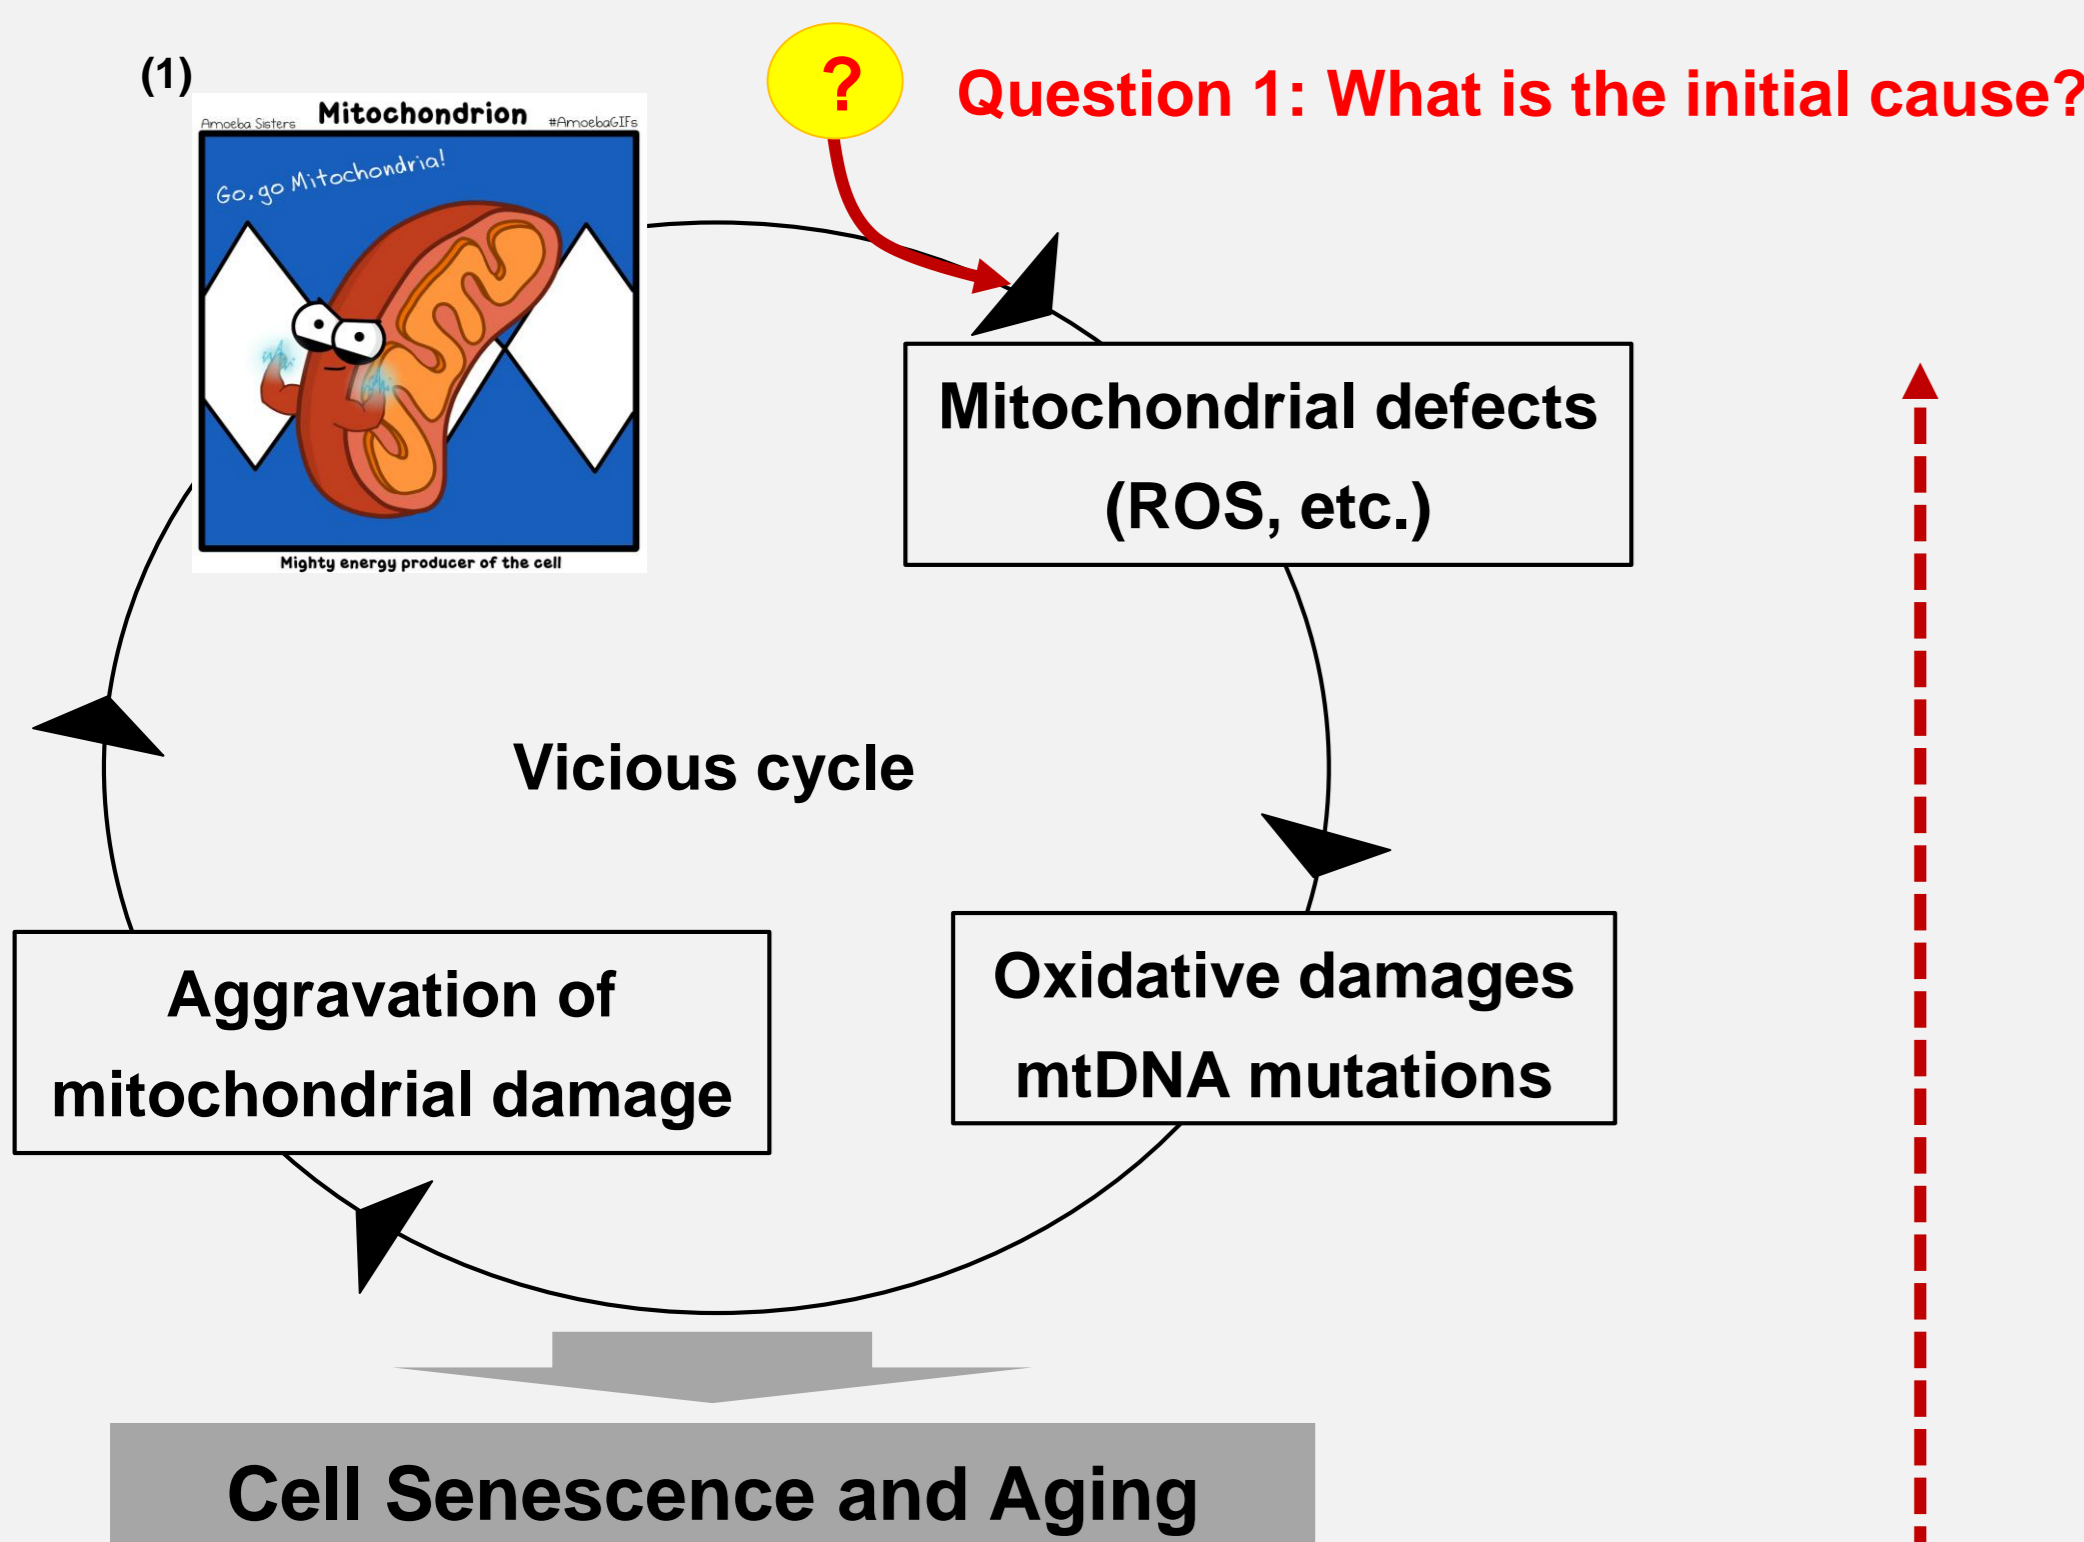 (1)
? Question 1: What is the initial cause?
Amoeba Sisters Mitochondrion #AmoebaGIFs
Go, go Mitochondria!
Mighty energy producer of the cell
Mitochondrial defects
(ROS, etc.)
Vicious cycle
Aggravation of
mitochondrial damage
Oxidative damages
mtDNA mutations
Cell Senescence and Aging